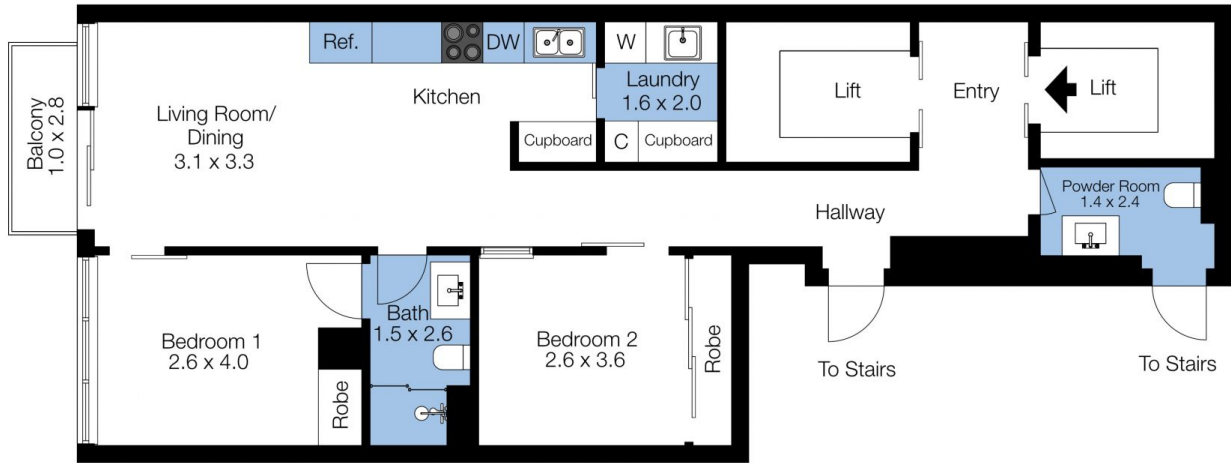 Ref.
DW
W
Laundry
1.6 x 2.0
C
Cupboard
Cupboard
Kitchen
Living Room/
Dining
3.1 x 3.3
Balcony
1.0 x 2.8
Lift
Entry
Lift
Powder Room
1.4 x 2.4
Hallway
Bedroom 1
2.6 x 4.0
Robe
Bath
1.5 x 2.6
Bedroom 2
2.6 x 3.6
Robe
To Stairs
To Stairs